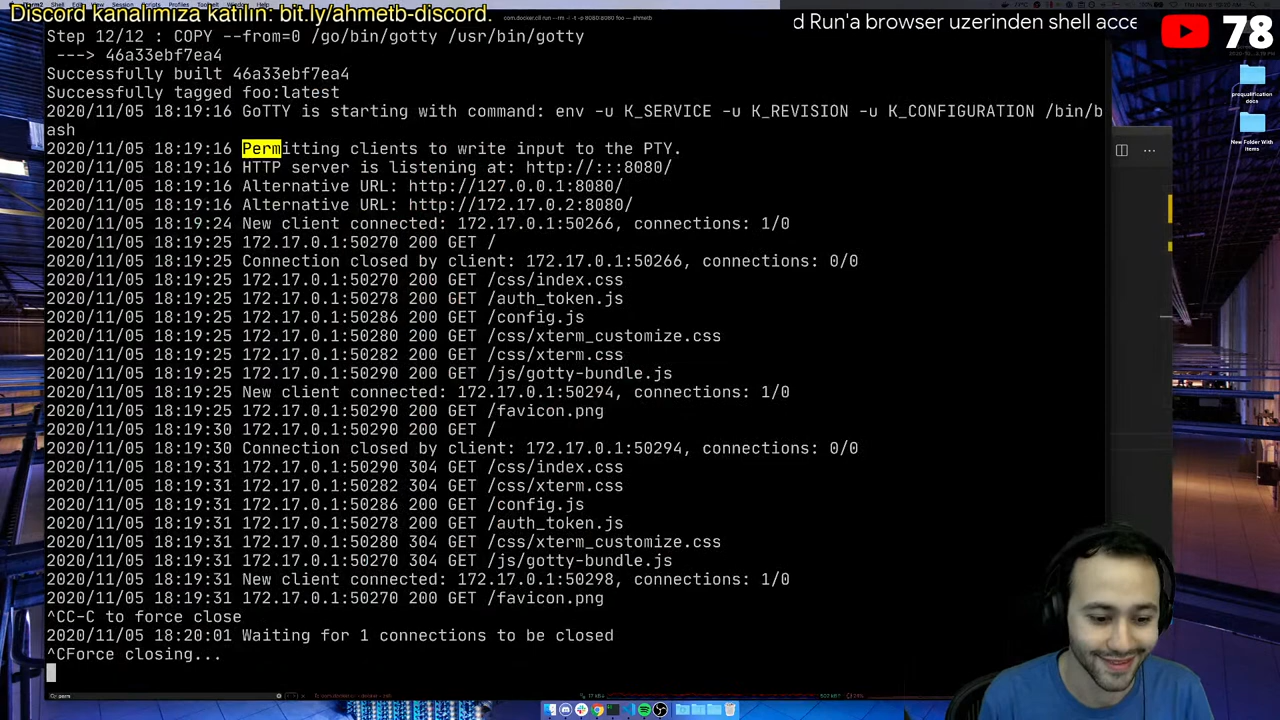 Discord kanalimiza katilin: bit.ly/ahmetb-discord.
com.docker.cli run --rm -i -t -p 8080:8080 foo — ahmetb
d Run'a browser uzerinden shell acce
78
Step 12/12 : COPY --from=0 /go/bin/gotty /usr/bin/gotty
---> 46a33ebf7ea4
Successfully built 46a33ebf7ea4
Successfully tagged foo:latest
2020/11/05 18:19:16 GoTTY is starting with command: env -u K_SERVICE -u K_REVISION -u K_CONFIGURATION /bin/b
ash
2020/11/05 18:19:16 Permitting clients to write input to the PTY.
2020/11/05 18:19:16 HTTP server is listening at: http://:::8080/
2020/11/05 18:19:16 Alternative URL: http://127.0.0.1:8080/
2020/11/05 18:19:16 Alternative URL: http://172.17.0.2:8080/
2020/11/05 18:19:24 New client connected: 172.17.0.1:50266, connections: 1/0
2020/11/05 18:19:25 172.17.0.1:50270 200 GET /
2020/11/05 18:19:25 Connection closed by client: 172.17.0.1:50266, connections: 0/0
2020/11/05 18:19:25 172.17.0.1:50270 200 GET /css/index.css
2020/11/05 18:19:25 172.17.0.1:50278 200 GET /auth_token.js
2020/11/05 18:19:25 172.17.0.1:50286 200 GET /config.js
2020/11/05 18:19:25 172.17.0.1:50280 200 GET /css/xterm_customize.css
2020/11/05 18:19:25 172.17.0.1:50282 200 GET /css/xterm.css
2020/11/05 18:19:25 172.17.0.1:50290 200 GET /js/gotty-bundle.js
2020/11/05 18:19:25 New client connected: 172.17.0.1:50294, connections: 1/0
2020/11/05 18:19:25 172.17.0.1:50290 200 GET /favicon.png
2020/11/05 18:19:30 172.17.0.1:50290 200 GET /
2020/11/05 18:19:30 Connection closed by client: 172.17.0.1:50294, connections: 0/0
2020/11/05 18:19:31 172.17.0.1:50290 304 GET /css/index.css
2020/11/05 18:19:31 172.17.0.1:50282 304 GET /css/xterm.css
2020/11/05 18:19:31 172.17.0.1:50286 200 GET /config.js
2020/11/05 18:19:31 172.17.0.1:50278 200 GET /auth_token.js
2020/11/05 18:19:31 172.17.0.1:50280 304 GET /css/xterm_customize.css
2020/11/05 18:19:31 172.17.0.1:50270 304 GET /js/gotty-bundle.js
2020/11/05 18:19:31 New client connected: 172.17.0.1:50298, connections: 1/0
2020/11/05 18:19:31 172.17.0.1:50270 200 GET /favicon.png
^CC-C to force close
2020/11/05 18:20:01 Waiting for 1 connections to be closed
^CForce closing...
prequalification
docs
New Folder With
Items
perm